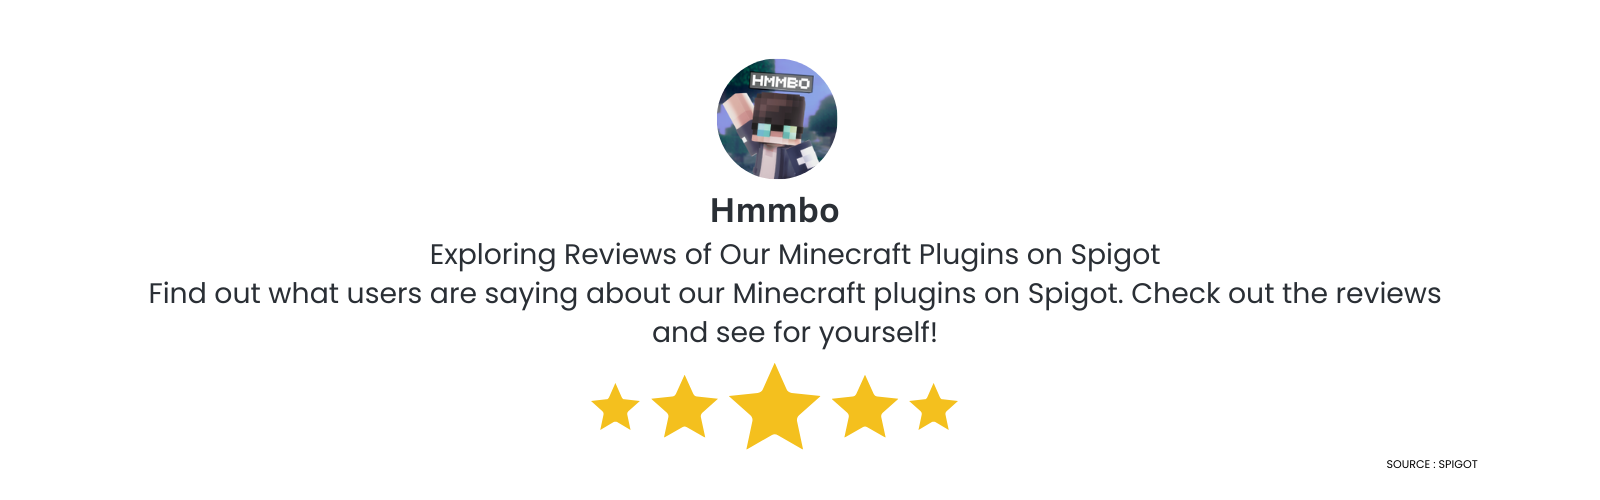 HMMBO
Hmmbo
Exploring Reviews of Our Minecraft Plugins on Spigot
Find out what users are saying about our Minecraft plugins on Spigot. Check out the reviews
and see for yourself!
SOURCE : SPIGOT